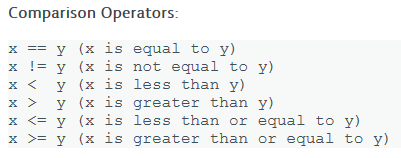 Comparison Operators:
x == y (x is equal to y)
x != y (x is not equal to y)
x <  y (x is less than y)
x >  y (x is greater than y)
x <= y (x is less than or equal to y)
x >= y (x is greater than or equal to y)